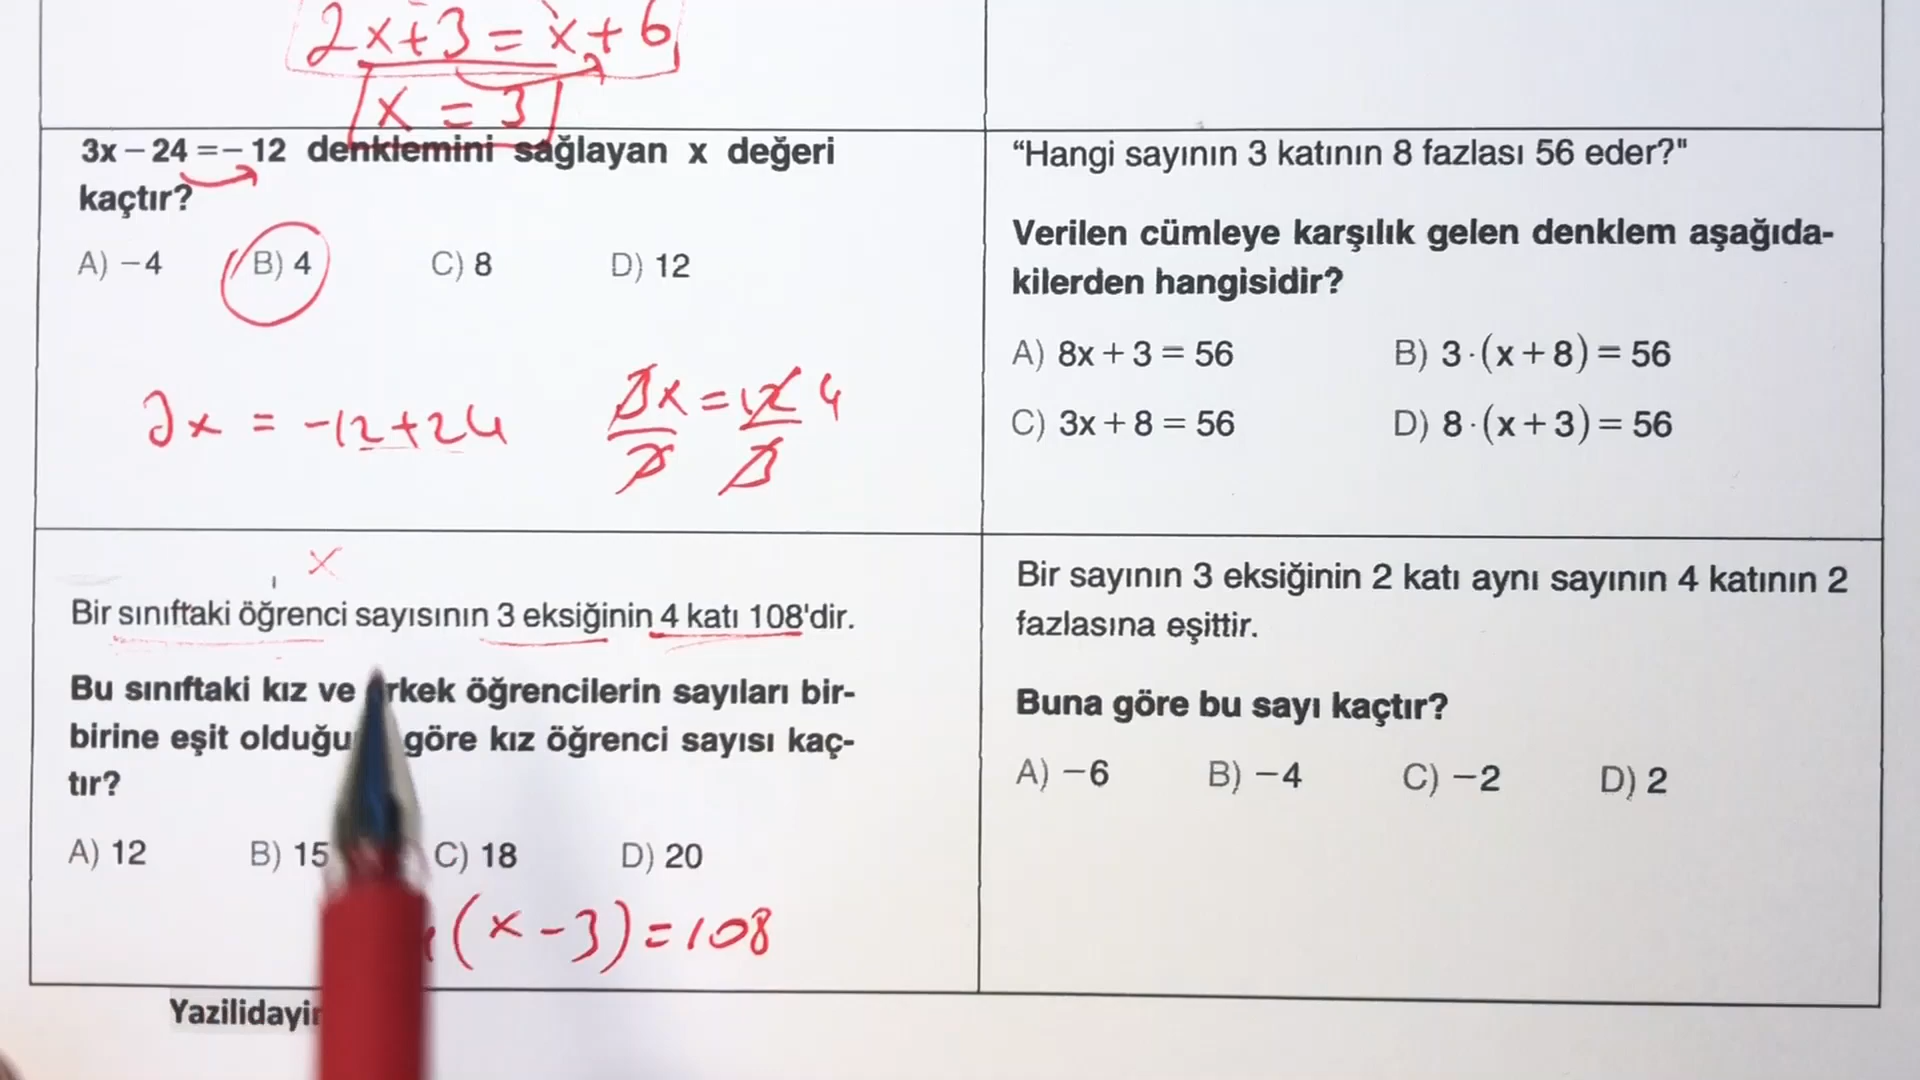 2x+3 = x+6
x = 3
3x – 24 = – 12 denklemini sağlayan x değeri
kaçtır?
A) –4 B) 4 C) 8 D) 12
3x = -12+24
3x = 12 4
3 3
"Hangi sayının 3 katının 8 fazlası 56 eder?"
Verilen cümleye karşılık gelen denklem aşağıda-
kilerden hangisidir?
A) 8x + 3 = 56 B) 3·(x + 8) = 56
C) 3x + 8 = 56 D) 8·(x + 3) = 56
x
Bir sınıftaki öğrenci sayısının 3 eksiğinin 4 katı 108'dir.
Bu sınıftaki kız ve erkek öğrencilerin sayıları bir-
birine eşit göre kız öğrenci sayısı kaç-
tır?
A) 12 B) 15 C) 18 D) 20
(x-3)=108
Bir sayının 3 eksiğinin 2 katı aynı sayının 4 katının 2
fazlasına eşittir.
Buna göre bu sayı kaçtır?
A) –6 B) –4 C) –2 D) 2